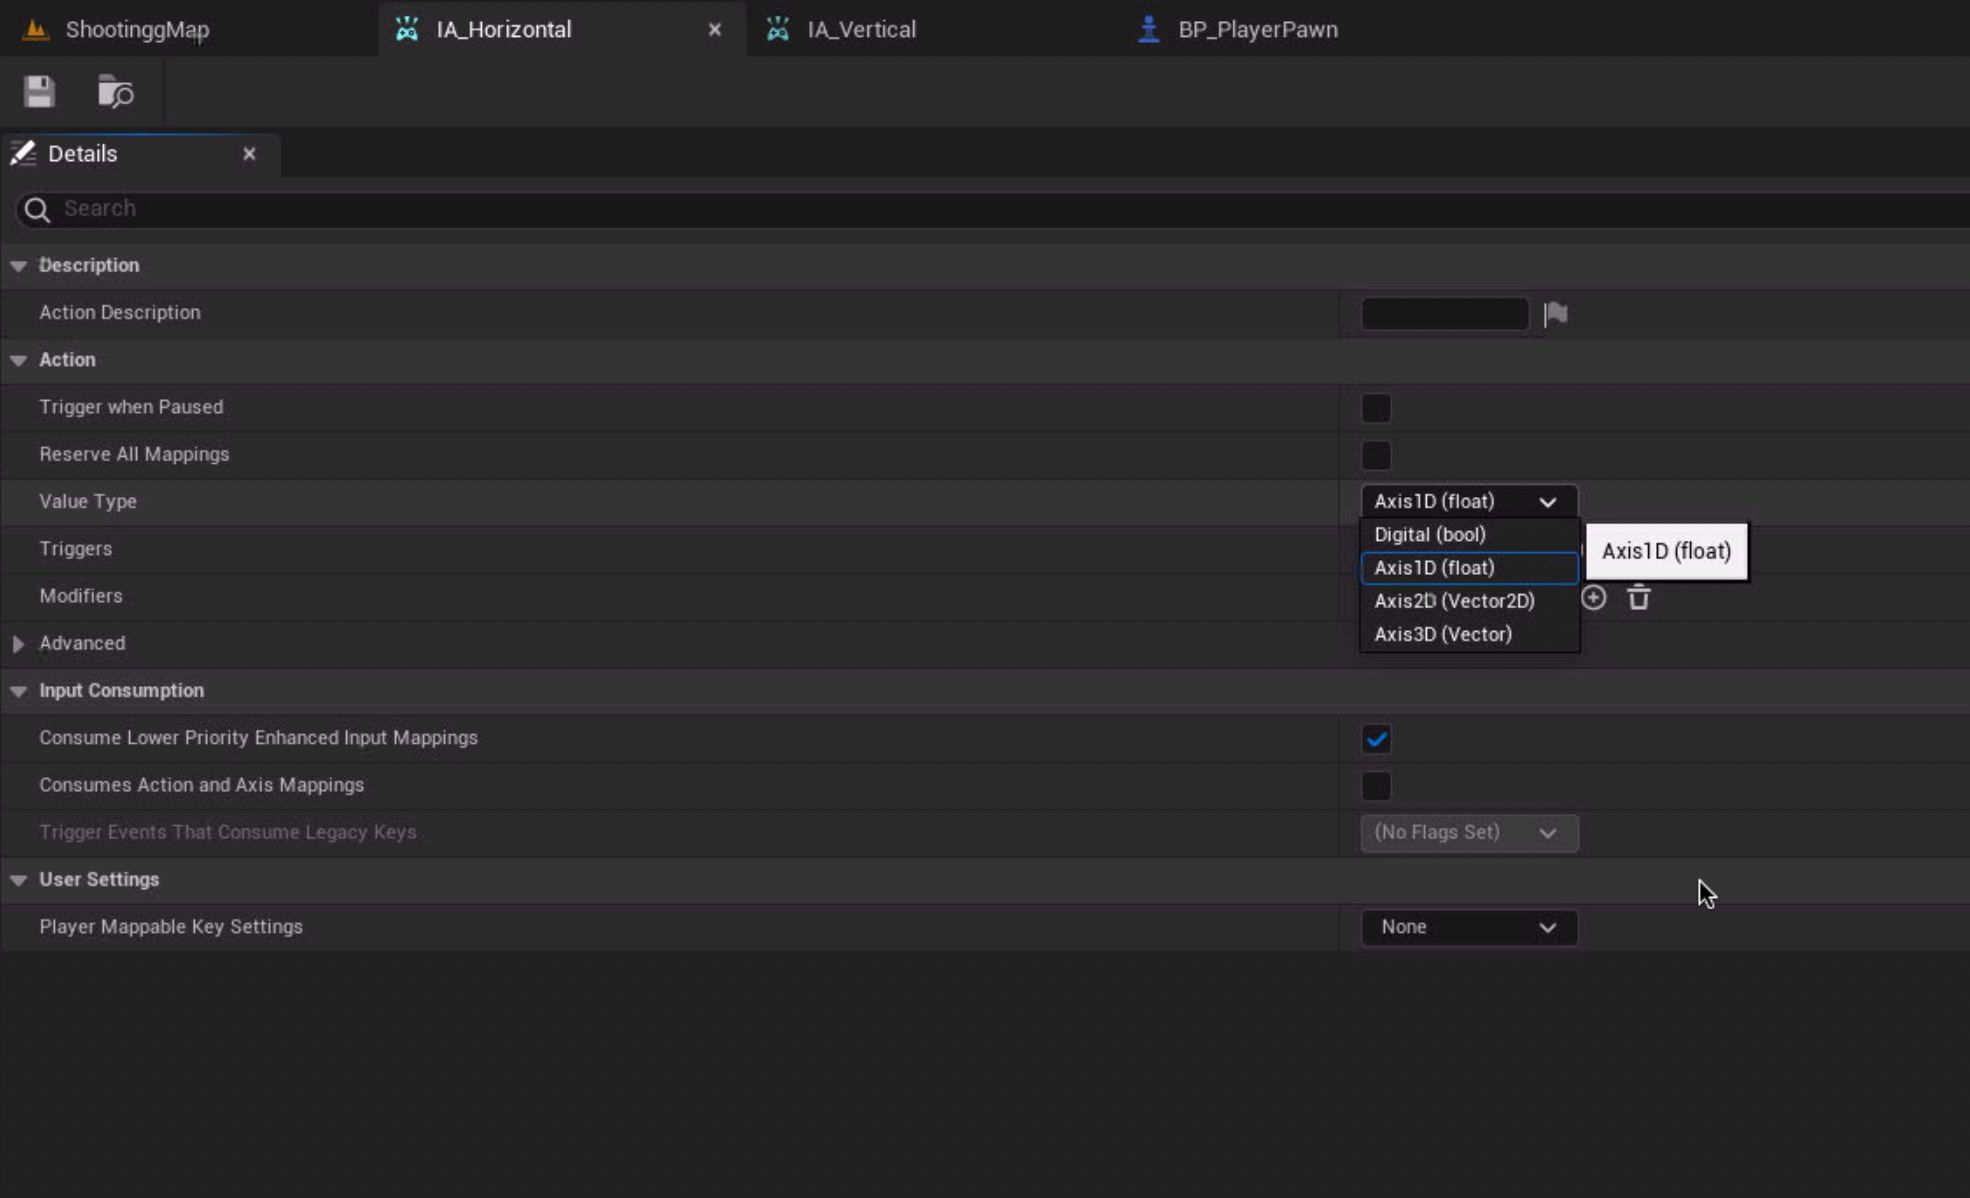 ShootinggMap
IA_Horizontal
IA_Vertical
BP_PlayerPawn
Details
Search
Description
Action Description
Action
Trigger when Paused
Reserve All Mappings
Value Type
Axis1D (float)
Digital (bool)
Axis1D (float)
Axis2D (Vector2D)
Axis3D (Vector)
Axis1D (float)
Triggers
Modifiers
Advanced
Input Consumption
Consume Lower Priority Enhanced Input Mappings
Consumes Action and Axis Mappings
Trigger Events That Consume Legacy Keys
(No Flags Set)
User Settings
Player Mappable Key Settings
None